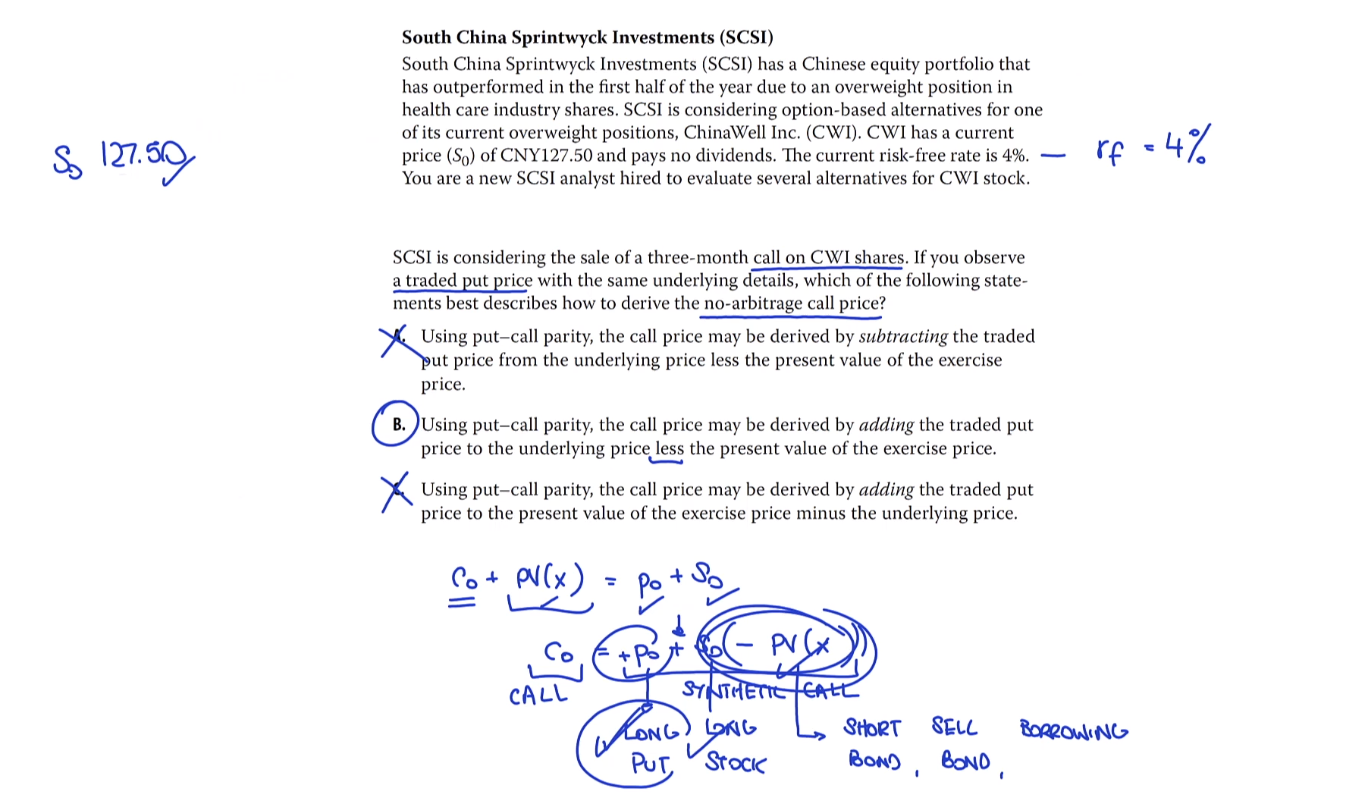 South China Sprintwyck Investments (SCSI)
South China Sprintwyck Investments (SCSI) has a Chinese equity portfolio that
has outperformed in the first half of the year due to an overweight position in
health care industry shares. SCSI is considering option-based alternatives for one
of its current overweight positions, ChinaWell Inc. (CWI). CWI has a current
price (S0) of CNY127.50 and pays no dividends. The current risk-free rate is 4%.
You are a new SCSI analyst hired to evaluate several alternatives for CWI stock.
S0 127.50
rf = 4%
SCSI is considering the sale of a three-month call on CWI shares. If you observe
a traded put price with the same underlying details, which of the following state-
ments best describes how to derive the no-arbitrage call price?
Using put–call parity, the call price may be derived by subtracting the traded
put price from the underlying price less the present value of the exercise
price.
B. Using put–call parity, the call price may be derived by adding the traded put
price to the underlying price less the present value of the exercise price.
Using put–call parity, the call price may be derived by adding the traded put
price to the present value of the exercise price minus the underlying price.
C0 + PV(x) = P0 + S0
C0 = +P0 + S0 (- PV(x))
CALL SYNTHETIC CALL
LONG LONG SHORT SELL BORROWING
PUT, STOCK BOND, BOND,